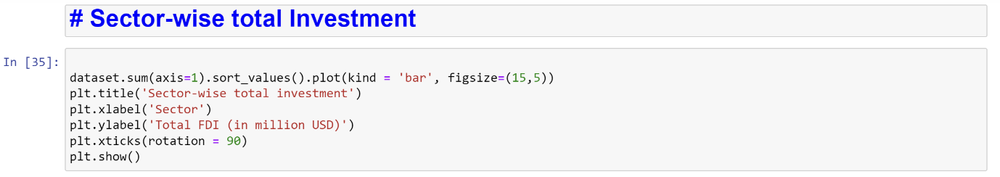 # Sector-wise total Investment
In [35]:
dataset.sum(axis=1).sort_values().plot(kind = 'bar', figsize=(15,5))
plt.title('Sector-wise total investment')
plt.xlabel('Sector')
plt.ylabel('Total FDI (in million USD)')
plt.xticks(rotation = 90)
plt.show()